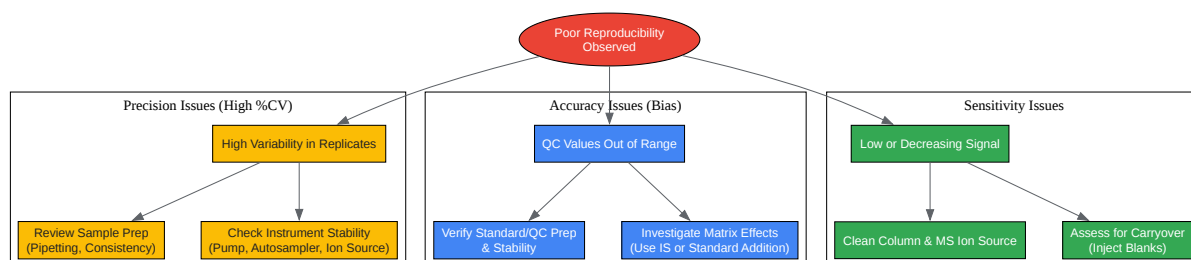 Poor Reproducibility
Observed
Precision Issues (High %CV)
Accuracy Issues (Bias)
Sensitivity Issues
High Variability in Replicates
QC Values Out of Range
Low or Decreasing Signal
Review Sample Prep
(Pipetting, Consistency)
Check Instrument Stability
(Pump, Autosampler, Ion Source)
Verify Standard/QC Prep
& Stability
Investigate Matrix Effects
(Use IS or Standard Addition)
Clean Column & MS Ion Source
Assess for Carryover
(Inject Blanks)